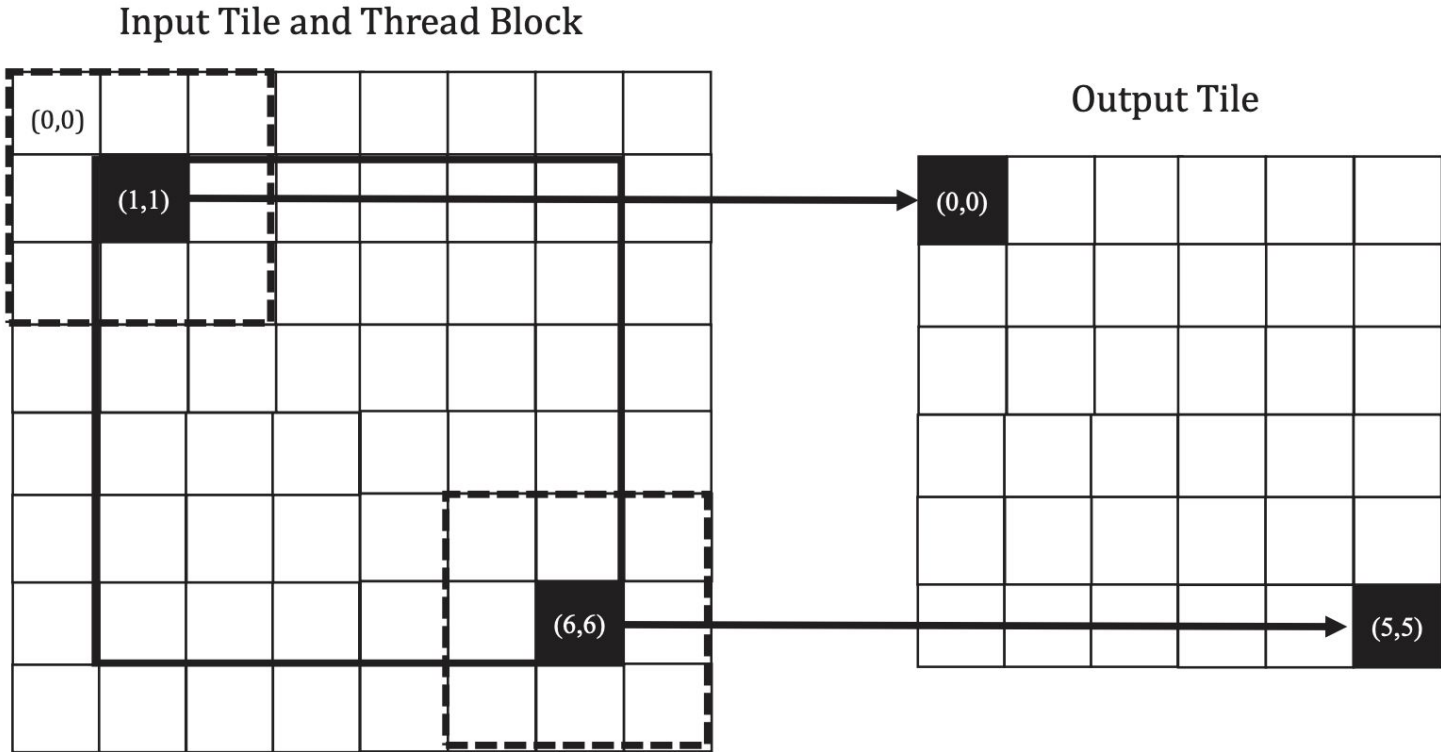 Input Tile and Thread Block
Output Tile
(0,0)
(1,1)
(0,0)
(6,6)
(5,5)